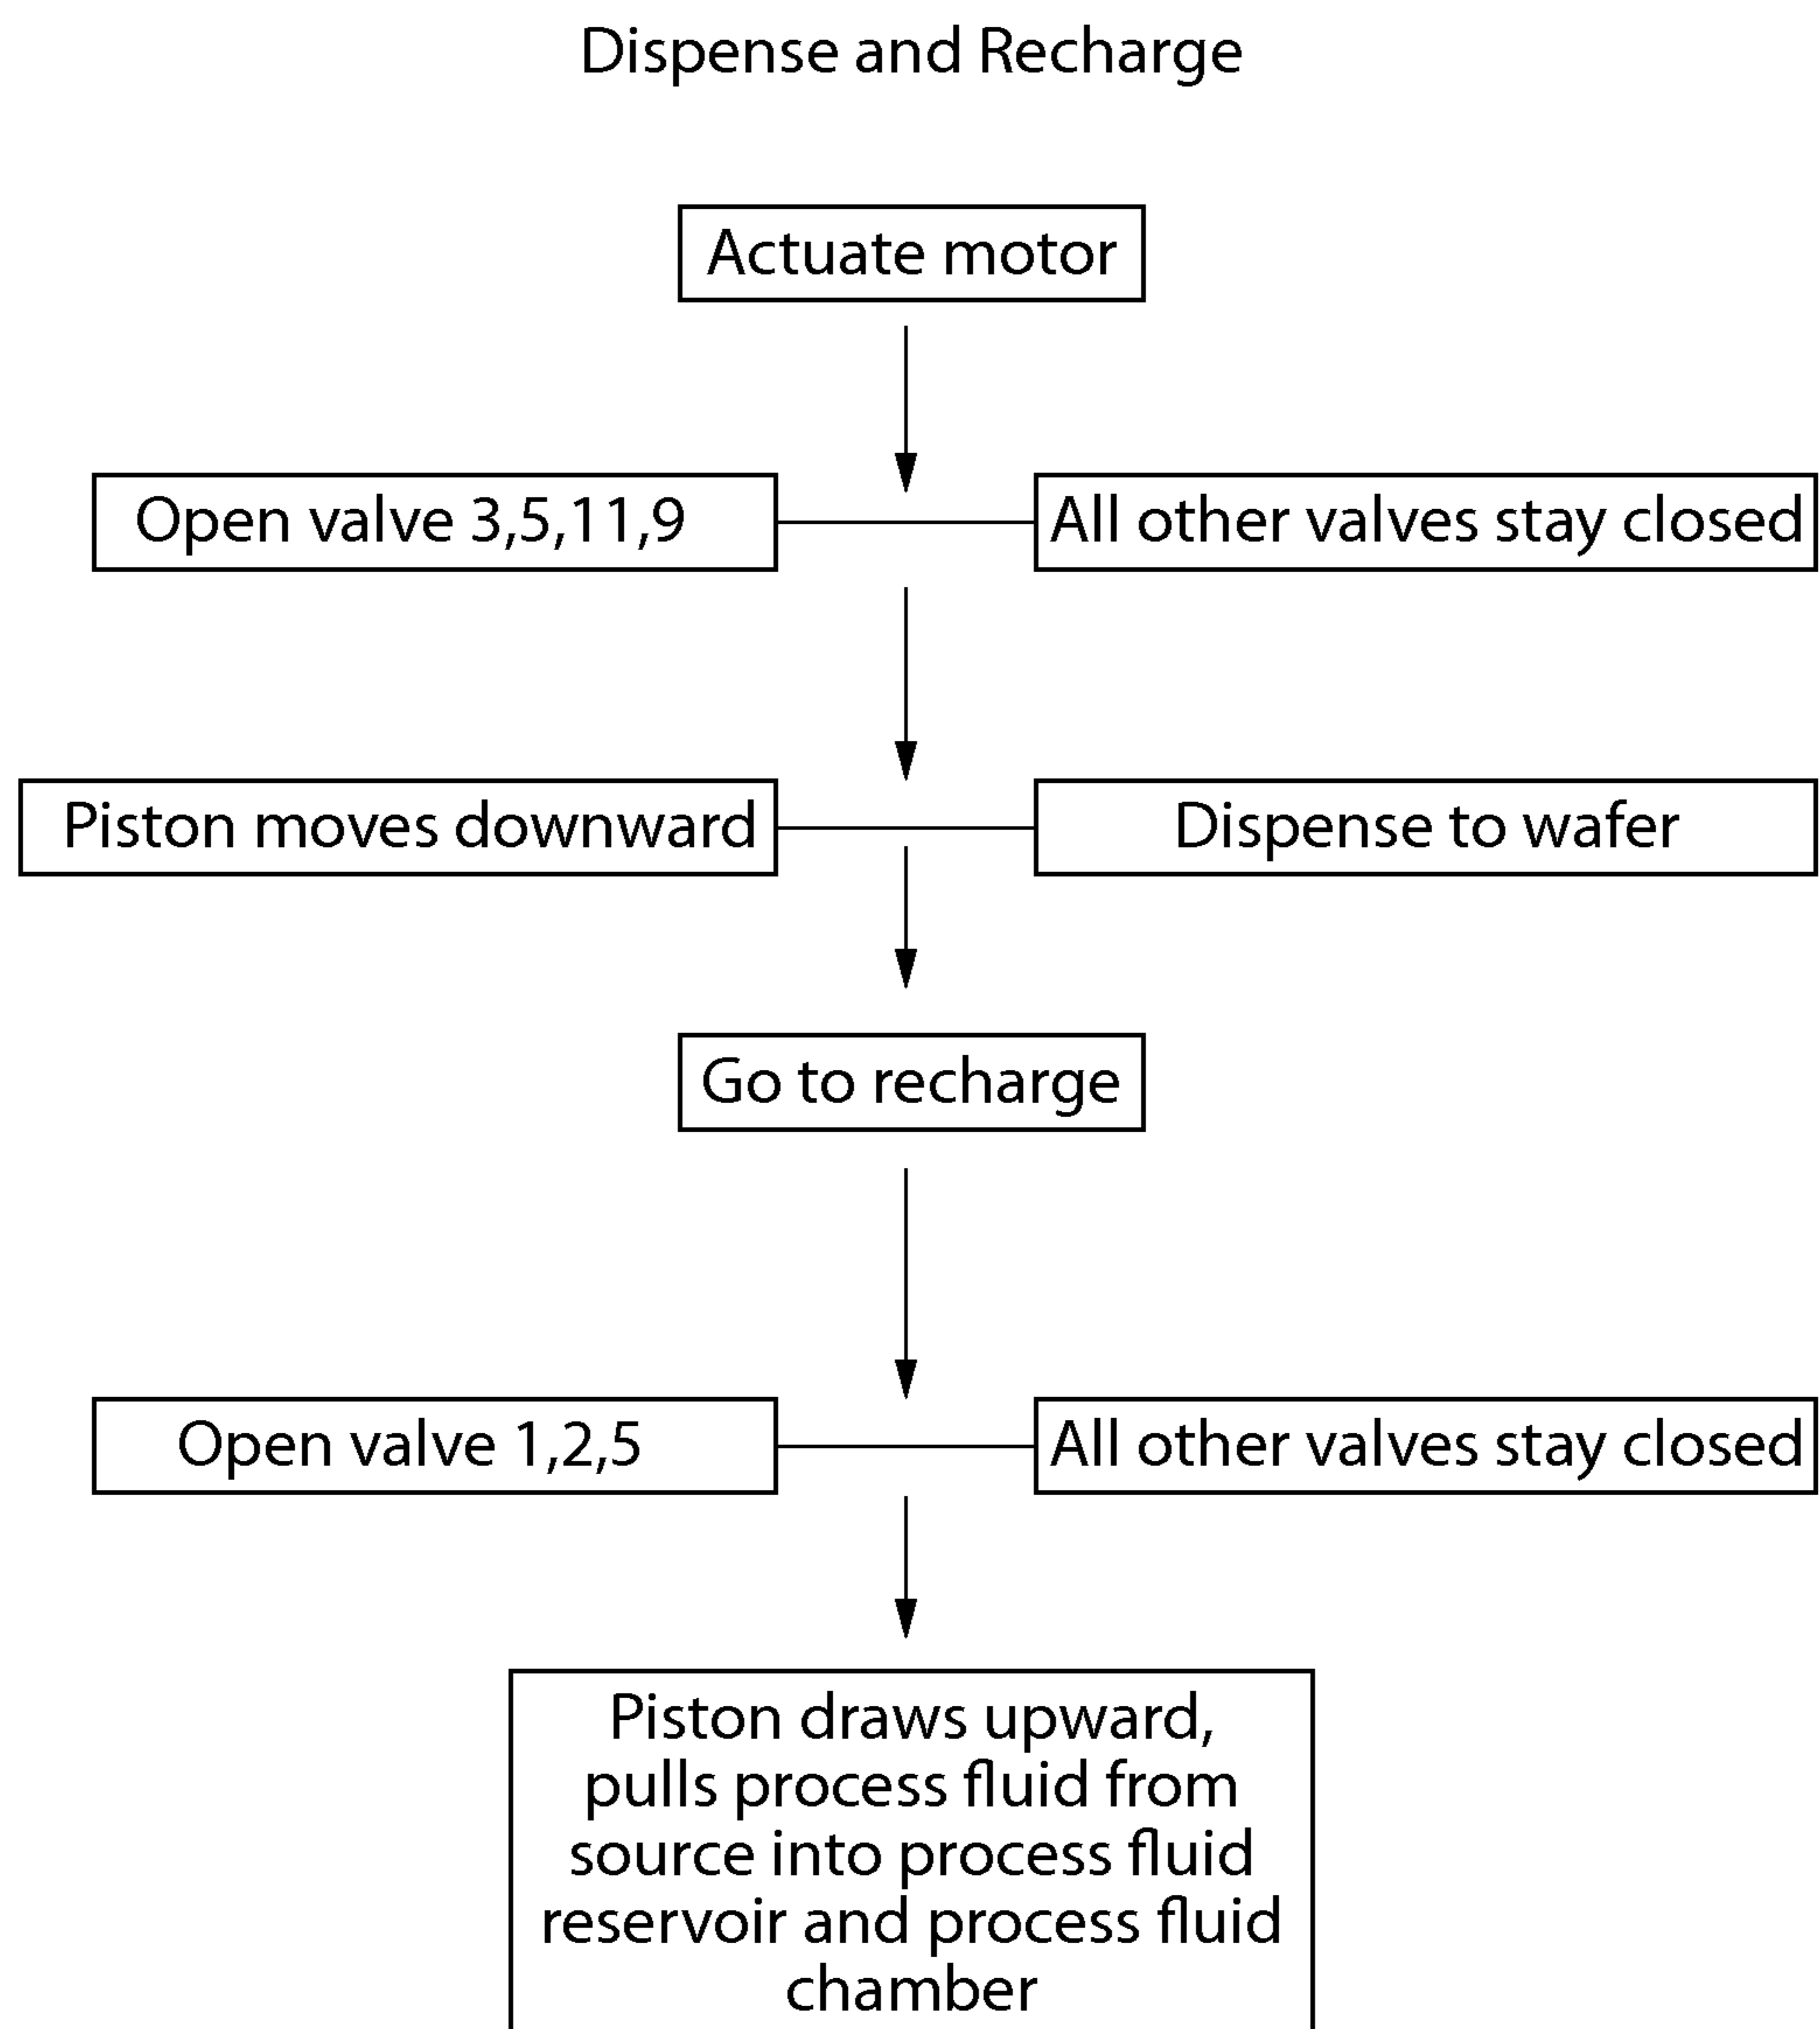 Dispense and Recharge
Actuate motor
Open valve 3,5,11,9
All other valves stay closed
Piston moves downward
Dispense to wafer
Go to recharge
Open valve 1,2,5
All other valves stay closed
Piston draws upward,
pulls process fluid from
source into process fluid
reservoir and process fluid
chamber